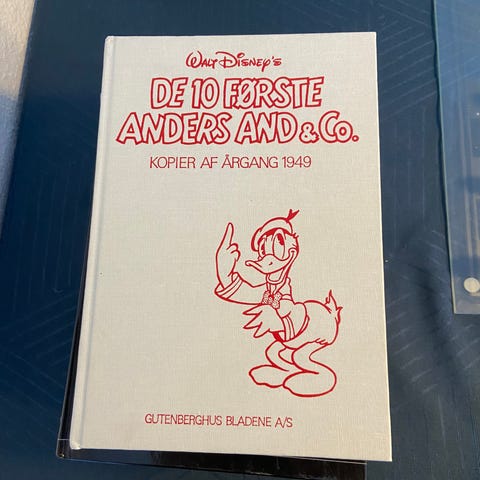 WALT DISNEY'S
DE 10 FØRSTE
ANDERS AND & CO.
KOPIER AF ÅRGANG 1949
GUTENBERGHUS BLADENE A/S